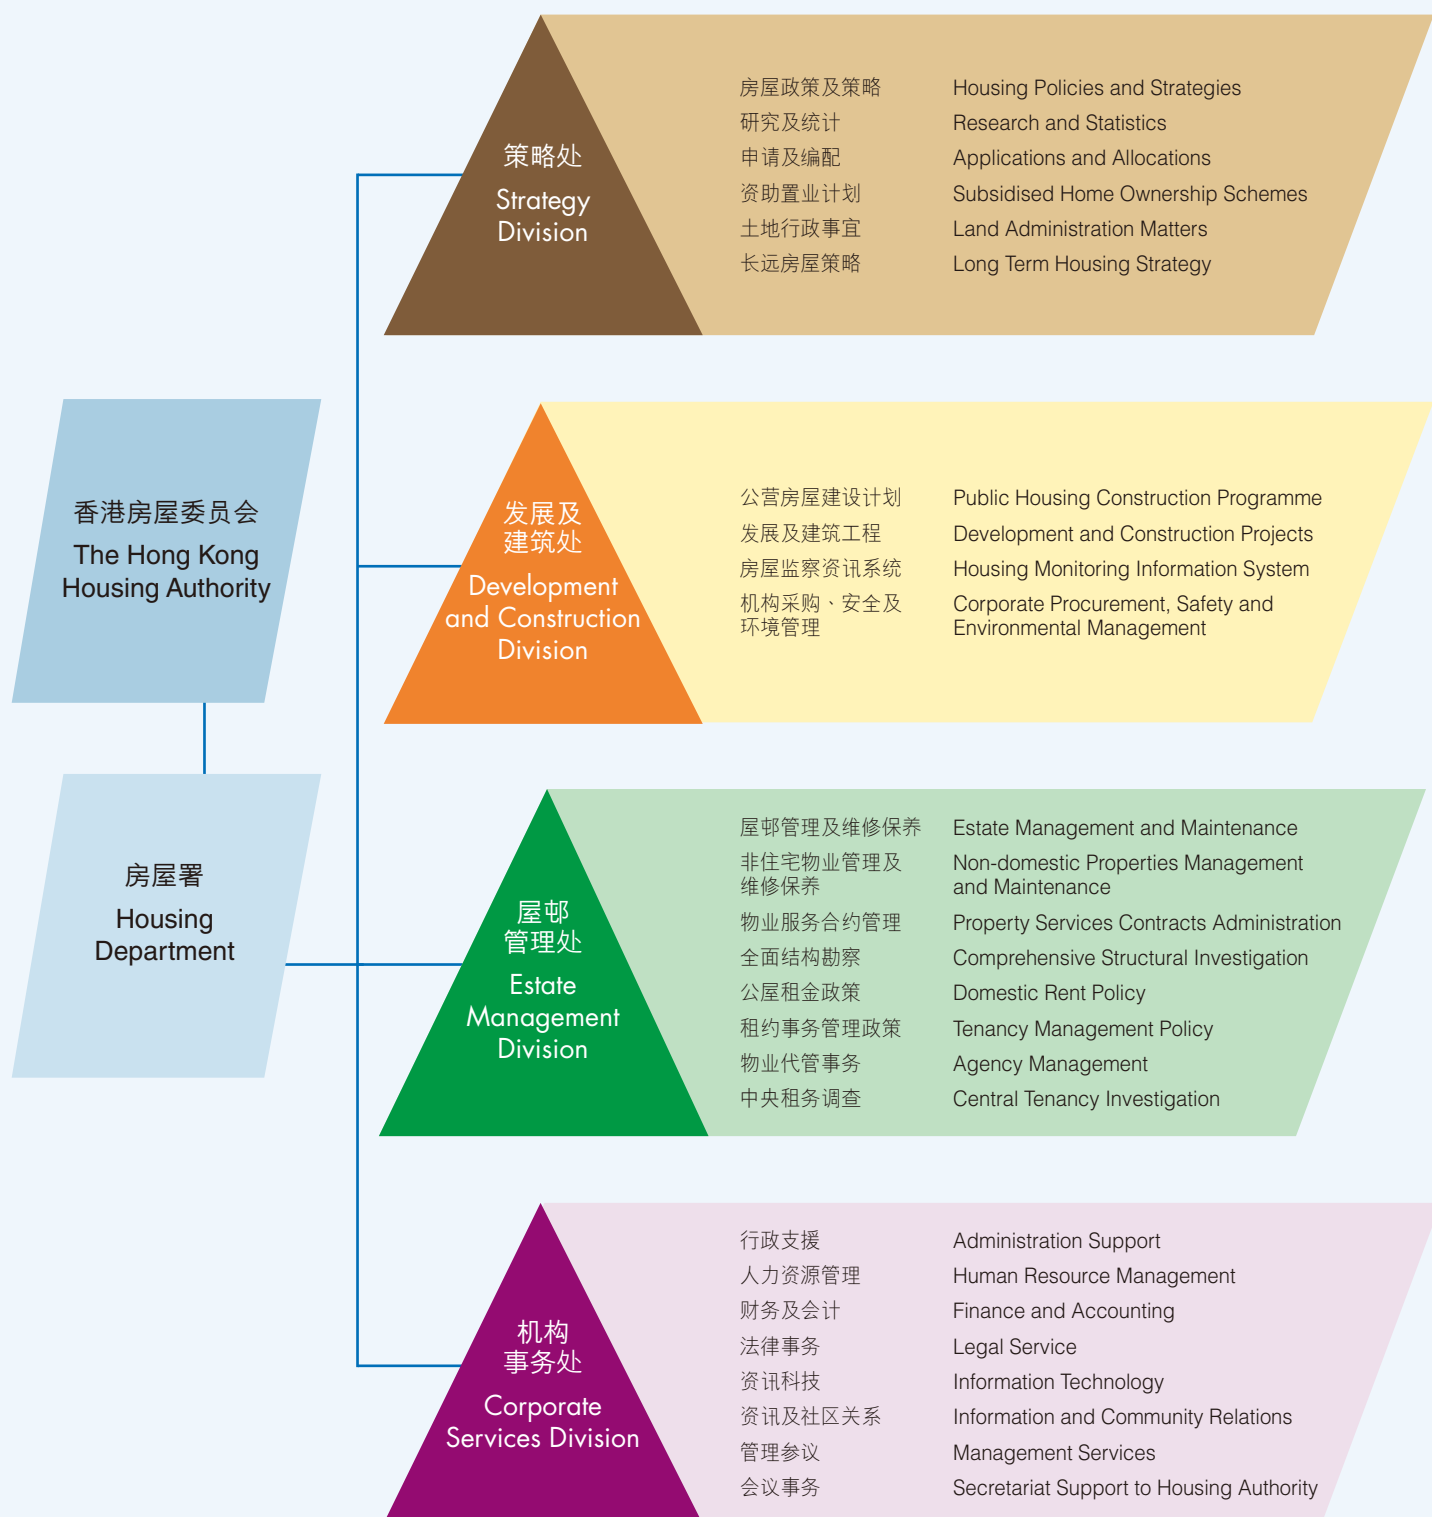 香港房屋委员会
The Hong Kong
Housing Authority
房屋署
Housing
Department
策略处
Strategy
Division
房屋政策及策略 Housing Policies and Strategies
研究及统计 Research and Statistics
申请及编配 Applications and Allocations
资助置业计划 Subsidised Home Ownership Schemes
土地行政事宜 Land Administration Matters
长远房屋策略 Long Term Housing Strategy
发展及
建筑处
Development
and Construction
Division
公营房屋建设计划 Public Housing Construction Programme
发展及建筑工程 Development and Construction Projects
房屋监察资讯系统 Housing Monitoring Information System
机构采购、安全及 Corporate Procurement, Safety and
环境管理 Environmental Management
屋邨
管理处
Estate
Management
Division
屋邨管理及维修保养 Estate Management and Maintenance
非住宅物业管理及 Non-domestic Properties Management
维修保养 and Maintenance
物业服务合约管理 Property Services Contracts Administration
全面结构勘察 Comprehensive Structural Investigation
公屋租金政策 Domestic Rent Policy
租约事务管理政策 Tenancy Management Policy
物业代管事务 Agency Management
中央租务调查 Central Tenancy Investigation
机构
事务处
Corporate
Services Division
行政支援 Administration Support
人力资源管理 Human Resource Management
财务及会计 Finance and Accounting
法律事务 Legal Service
资讯科技 Information Technology
资讯及社区关系 Information and Community Relations
管理参议 Management Services
会议事务 Secretariat Support to Housing Authority